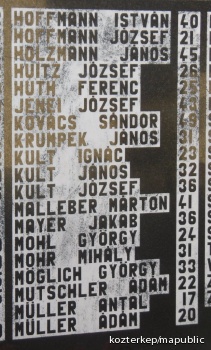 HOFFMANN ISTVÁN 40
HOFFMANN JÓZSEF 21
HOLZMANN JÁNOS 45
HUITZ JÓZSEF 26
HUTH FERENC 25
JENEI JÓZSEF 43
KOVÁCS SÁNDOR 49
KRUMPEK JÁNOS 31
KULT IGNÁC 23
KULT JÁNOS 32
KULT JÓZSEF 36
MALLEBER MÁRTON 41
MAYER JAKAB 36
MOHL GYÖRGY 24
MOHR MIHÁLY 31
MÖGLICH GYÖRGY 33
MUTSCHLER ÁDÁM 22
MÜLLER ANTAL 17
MÜLLER ÁDÁM 20
kozterkep/mapublic